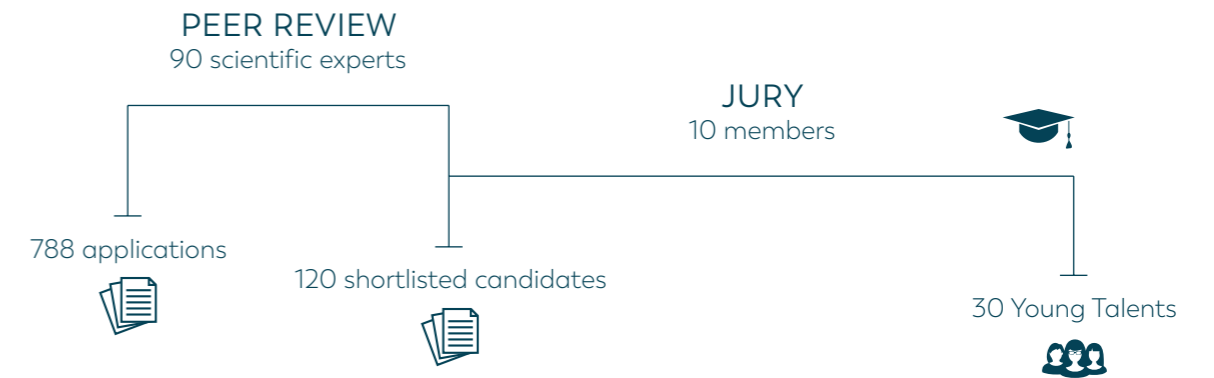 PEER REVIEW
90 scientific experts
JURY
10 members
788 applications
120 shortlisted candidates
30 Young Talents